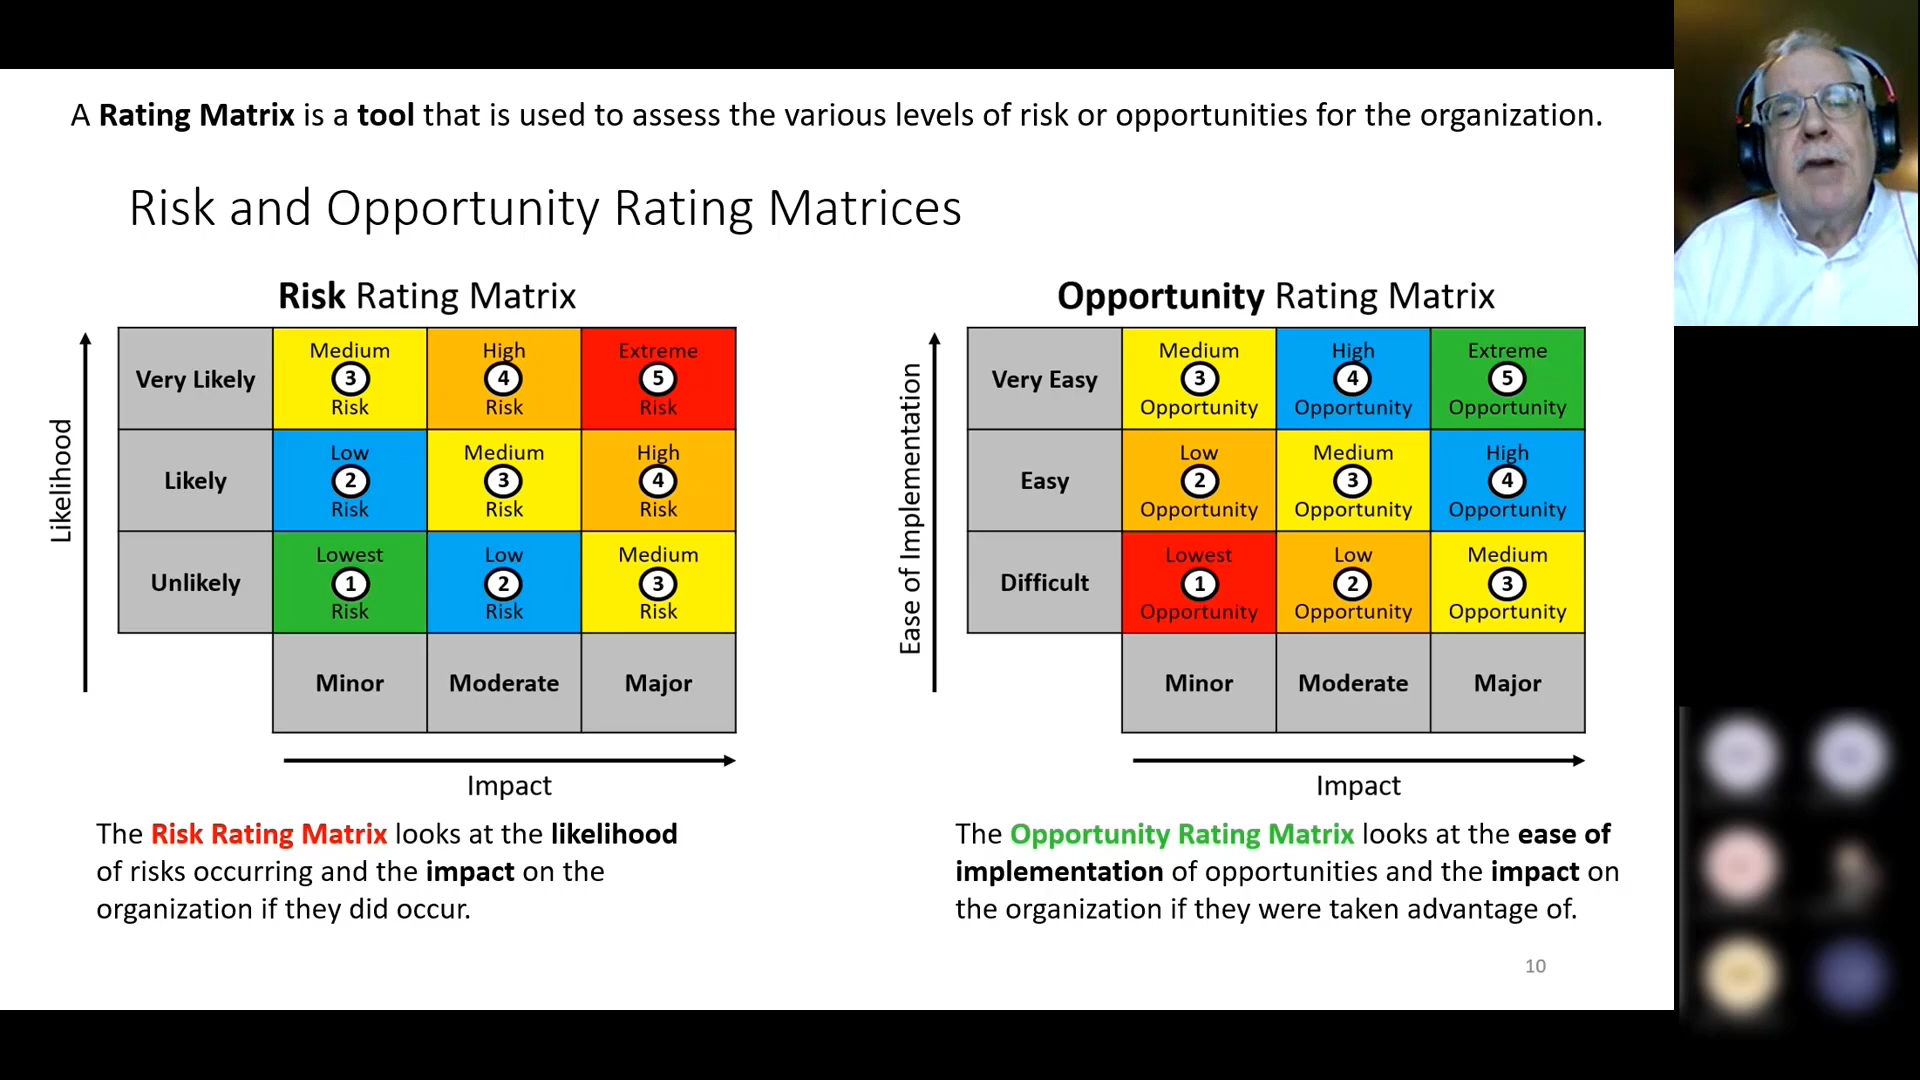 A Rating Matrix is a tool that is used to assess the various levels of risk or opportunities for the organization.
Risk and Opportunity Rating Matrices
Risk Rating Matrix
Likelihood
Very Likely
Medium
3
Risk
High
4
Risk
Extreme
5
Risk
Likely
Low
2
Risk
Medium
3
Risk
High
4
Risk
Unlikely
Lowest
1
Risk
Low
2
Risk
Medium
3
Risk
Minor
Moderate
Major
Impact
The Risk Rating Matrix looks at the likelihood
of risks occurring and the impact on the
organization if they did occur.
Opportunity Rating Matrix
Ease of Implementation
Very Easy
Medium
3
Opportunity
High
4
Opportunity
Extreme
5
Opportunity
Easy
Low
2
Opportunity
Medium
3
Opportunity
High
4
Opportunity
Difficult
Lowest
1
Opportunity
Low
2
Opportunity
Medium
3
Opportunity
Minor
Moderate
Major
Impact
The Opportunity Rating Matrix looks at the ease of
implementation of opportunities and the impact on
the organization if they were taken advantage of.
10